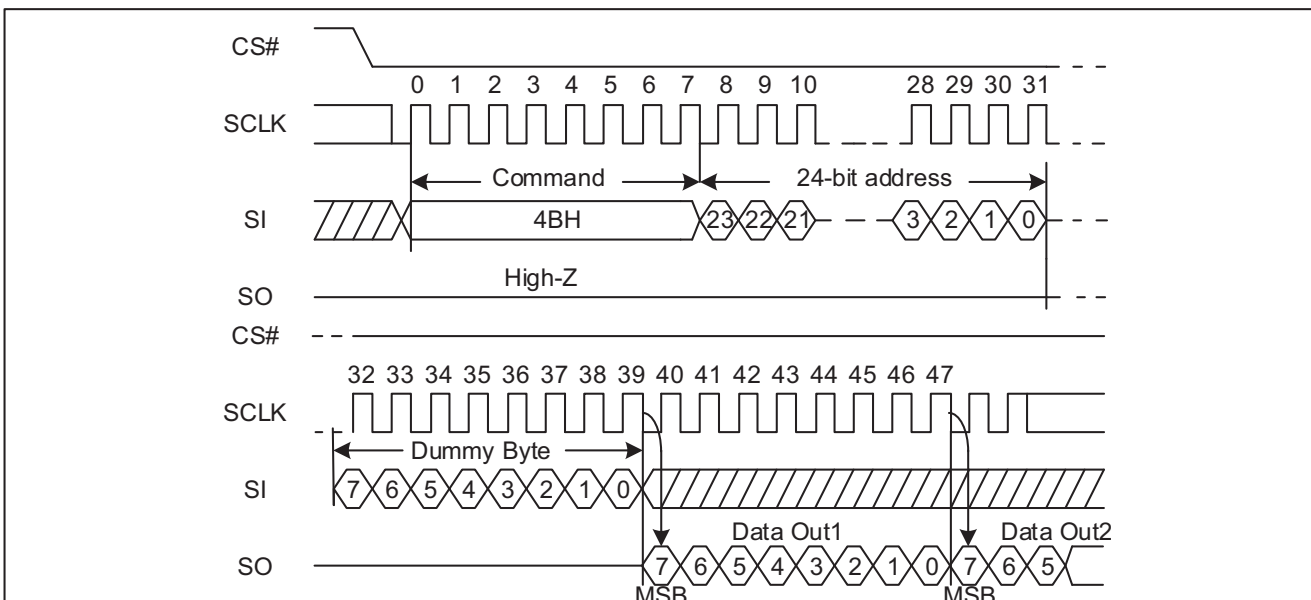 CS#
0 1 2 3 4 5 6 7 8 9 10 28 29 30 31
SCLK
Command 24-bit address
SI 4BH 23 22 21 3 2 1 0
High-Z
SO
CS#
32 33 34 35 36 37 38 39 40 41 42 43 44 45 46 47
SCLK
Dummy Byte
SI 7 6 5 4 3 2 1 0
Data Out1 Data Out2
SO 7 6 5 4 3 2 1 0 7 6 5
MSB MSB